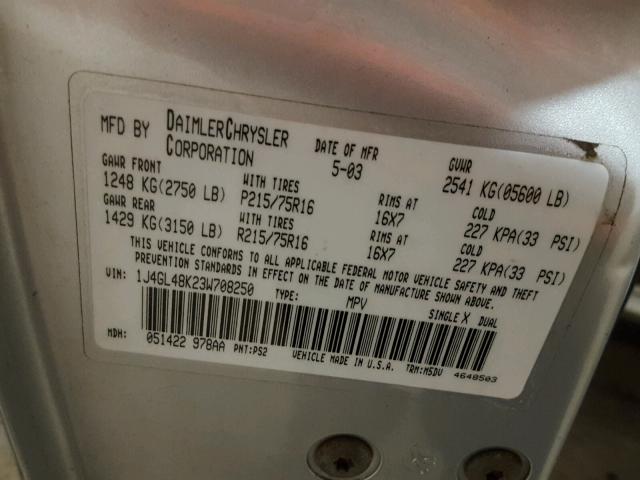 MFD BY DAIMLERCHRYSLER CORPORATION DATE OF MFR 5-03 GVWR 2541 KG(05600 LB)
GAWR FRONT WITH TIRES RIMS AT COLD
1248 KG(2750 LB) P215/75R16 16X7 227 KPA(33 PSI)
GAWR REAR WITH TIRES RIMS AT COLD
1429 KG(3150 LB) R215/75R16 16X7 227 KPA(33 PSI)
THIS VEHICLE CONFORMS TO ALL APPLICABLE FEDERAL MOTOR VEHICLE SAFETY AND THEFT
PREVENTION STANDARDS IN EFFECT ON THE DATE OF MANUFACTURE SHOWN ABOVE.
VIN: 1J4GL48K23W708250 TYPE: MPV SINGLE X DUAL
MDH: 051422 978AA PNT:PS2 VEHICLE MADE IN U.S.A. TRM:M5DV 4648503